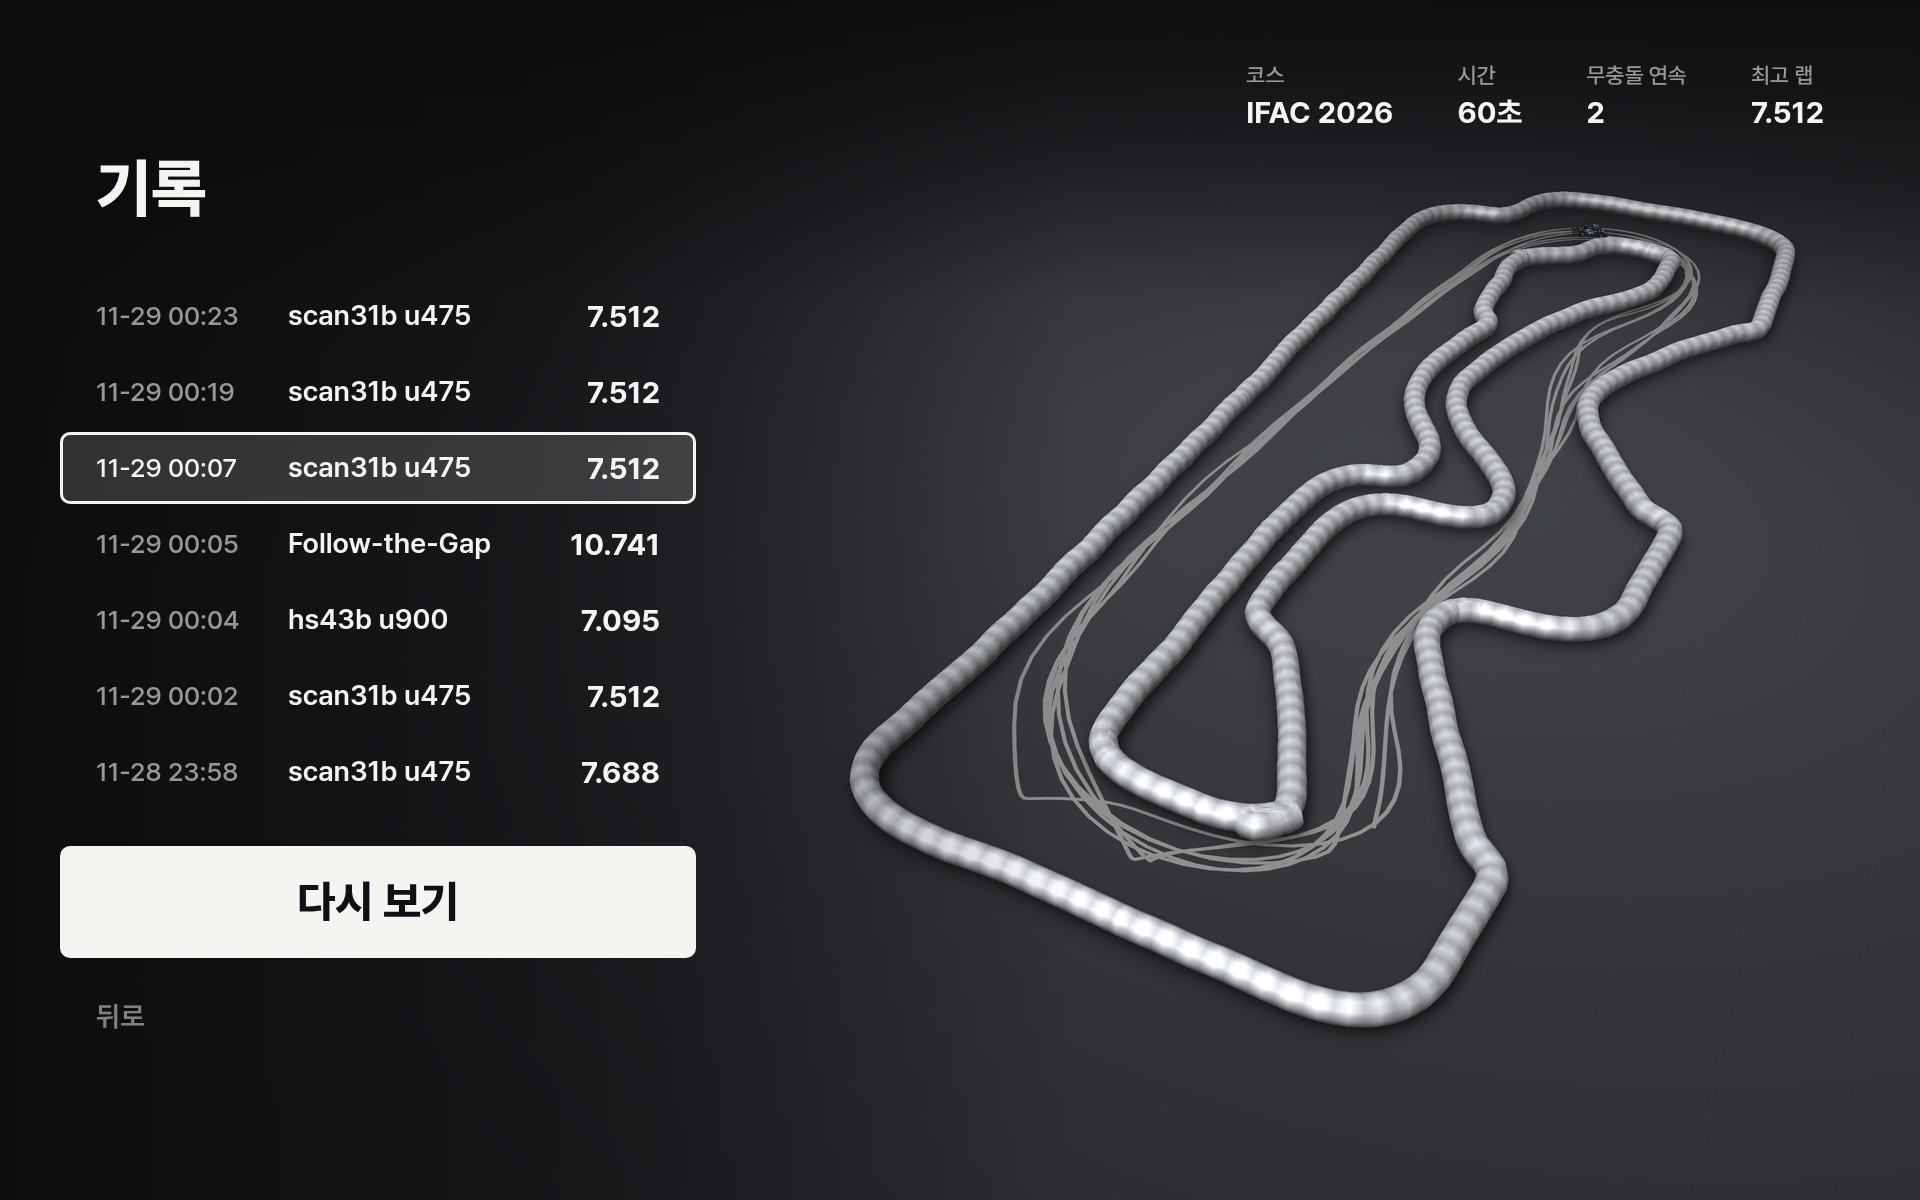 코스 시간 무충돌 연속 최고 랩
IFAC 2026 60초 2 7.512
기록
11-29 00:23 scan31b u475 7.512
11-29 00:19 scan31b u475 7.512
11-29 00:07 scan31b u475 7.512
11-29 00:05 Follow-the-Gap 10.741
11-29 00:04 hs43b u900 7.095
11-29 00:02 scan31b u475 7.512
11-28 23:58 scan31b u475 7.688
다시 보기
뒤로